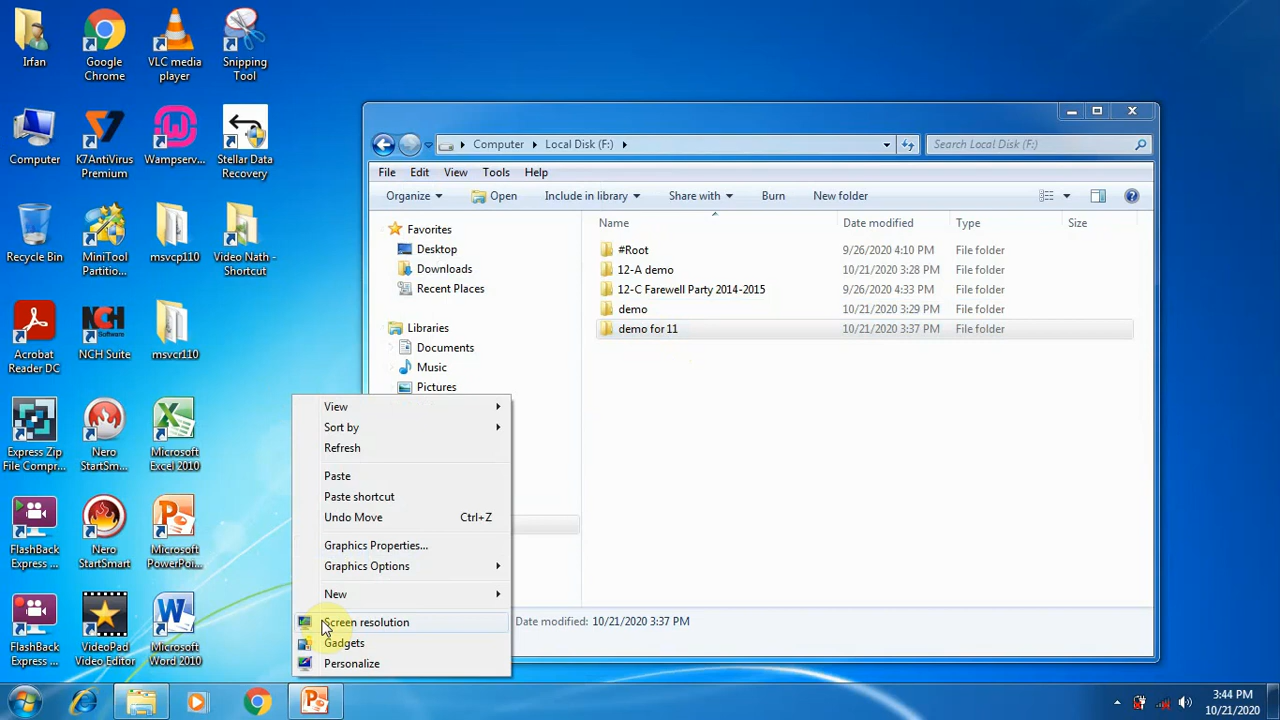 Irfan
Google
Chrome
VLC media
player
Snipping
Tool
Computer
K7AntiVirus
Premium
Wampserv...
Stellar Data
Recovery
Recycle Bin
MiniTool
Partitio...
msvcp110
Video Nath -
Shortcut
Acrobat
Reader DC
NCH Suite
msvcr110
Express Zip
File Compr...
Nero
StartSm...
Microsoft
Excel 2010
FlashBack
Express ...
Nero
StartSmart
Microsoft
PowerPoi...
FlashBack
Express ...
VideoPad
Video Editor
Microsoft
Word 2010
Computer
Local Disk (F:)
Search Local Disk (F:)
File Edit View Tools Help
Organize Open Include in library Share with Burn New folder
Favorites
Desktop
Downloads
Recent Places
Libraries
Documents
Music
Pictures
Name Date modified Type Size
#Root 9/26/2020 4:10 PM File folder
12-A demo 10/21/2020 3:28 PM File folder
12-C Farewell Party 2014-2015 9/26/2020 4:33 PM File folder
demo 10/21/2020 3:29 PM File folder
demo for 11 10/21/2020 3:37 PM File folder
Date modified: 10/21/2020 3:37 PM
View
Sort by
Refresh
Paste
Paste shortcut
Undo Move Ctrl+Z
Graphics Properties...
Graphics Options
New
Screen resolution
Gadgets
Personalize
3:44 PM
10/21/2020